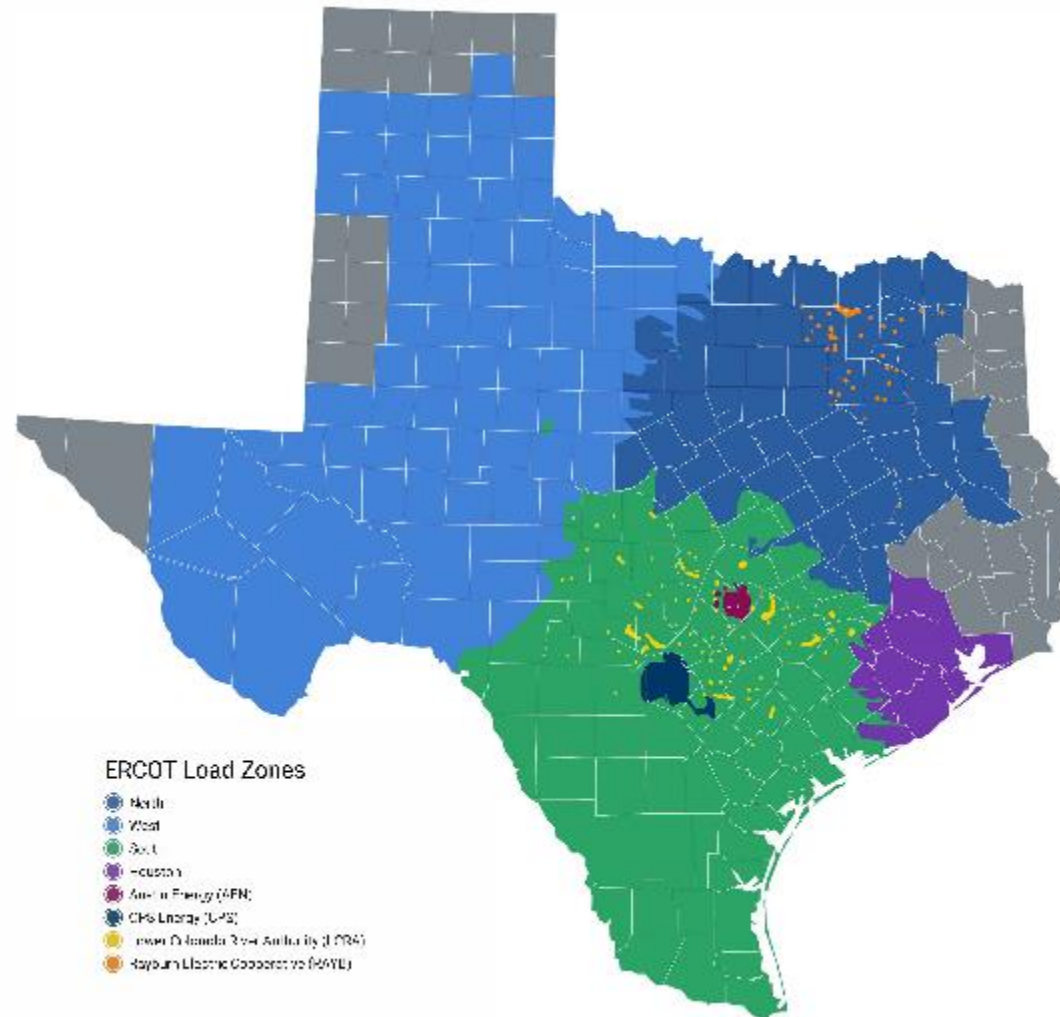 ERCOT Load Zones
North
West
South
Houston
Austin Energy (AEN)
CPS Energy (CPS)
Lower Colorado River Authority (LCRA)
Rayburn Electric Cooperative (RAYB)